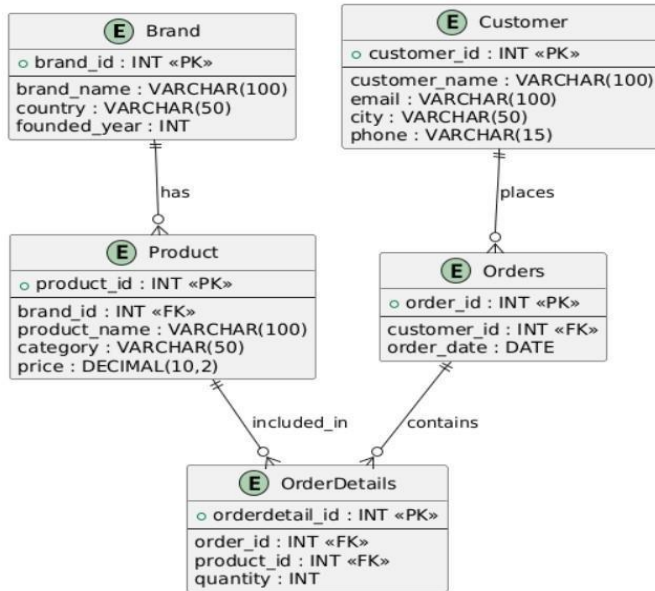 E Brand
brand_id : INT «PK»
brand_name : VARCHAR(100)
country : VARCHAR(50)
founded_year : INT
E Customer
customer_id : INT «PK»
customer_name : VARCHAR(100)
email : VARCHAR(100)
city : VARCHAR(50)
phone : VARCHAR(15)
has
places
E Product
product_id : INT «PK»
brand_id : INT «FK»
product_name : VARCHAR(100)
category : VARCHAR(50)
price : DECIMAL(10,2)
E Orders
order_id : INT «PK»
customer_id : INT «FK»
order_date : DATE
included_in
contains
E OrderDetails
orderdetail_id : INT «PK»
order_id : INT «FK»
product_id : INT «FK»
quantity : INT